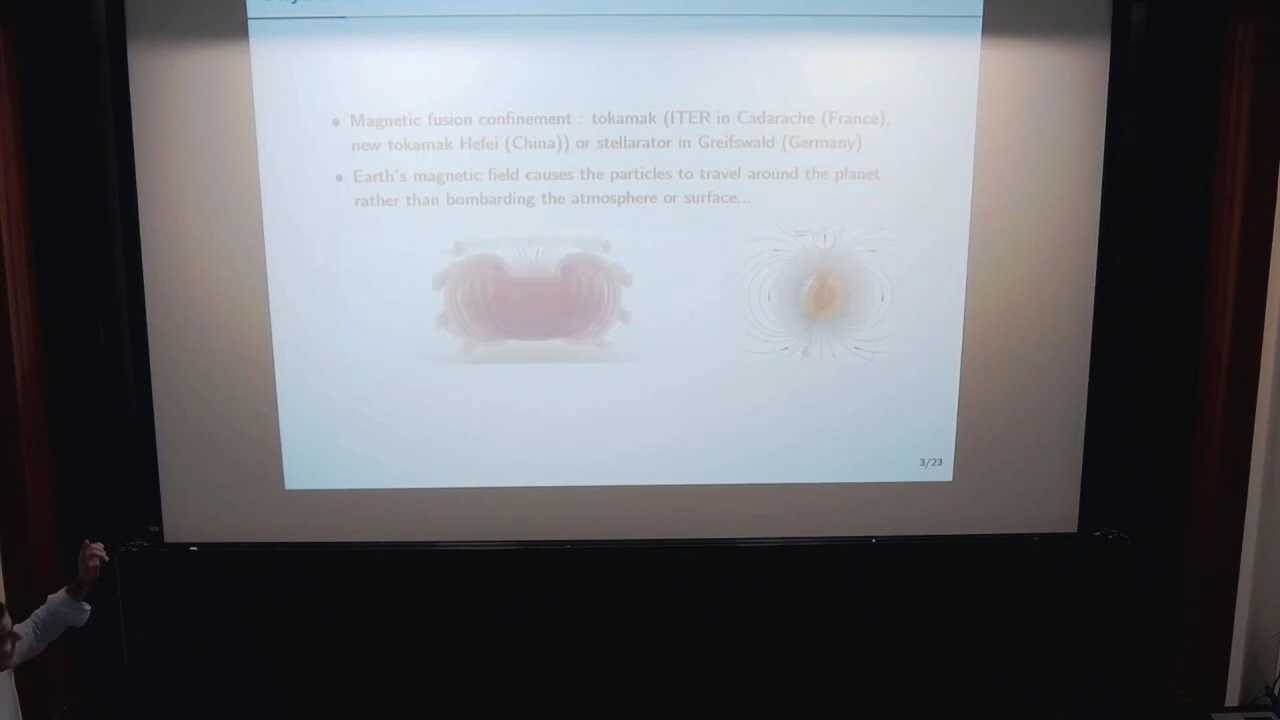 • Magnetic fusion confinement : tokamak (ITER in Cadarache (France),
new tokamak Hefei (China)) or stellarator in Greifswald (Germany)
• Earth's magnetic field causes the particles to travel around the planet
rather than bombarding the atmosphere or surface...
3/23